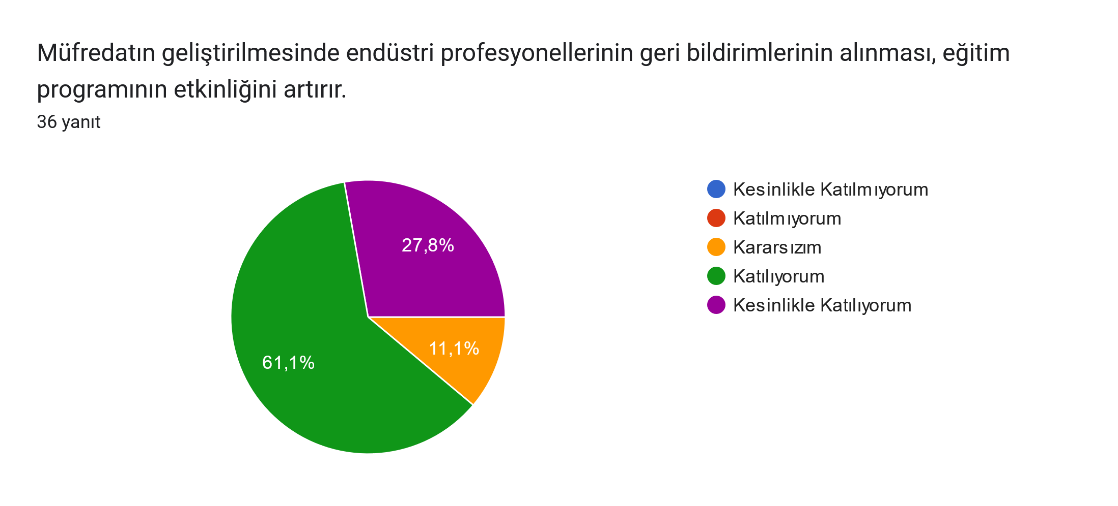 Müfredatın geliştirilmesinde endüstri profesyonellerinin geri bildirimlerinin alınması, eğitim
programının etkinliğini artırır.
36 yanıt
Kesinlikle Katılmıyorum
Katılmıyorum
Kararsızım
Katılıyorum
Kesinlikle Katılıyorum
27,8%
11,1%
61,1%